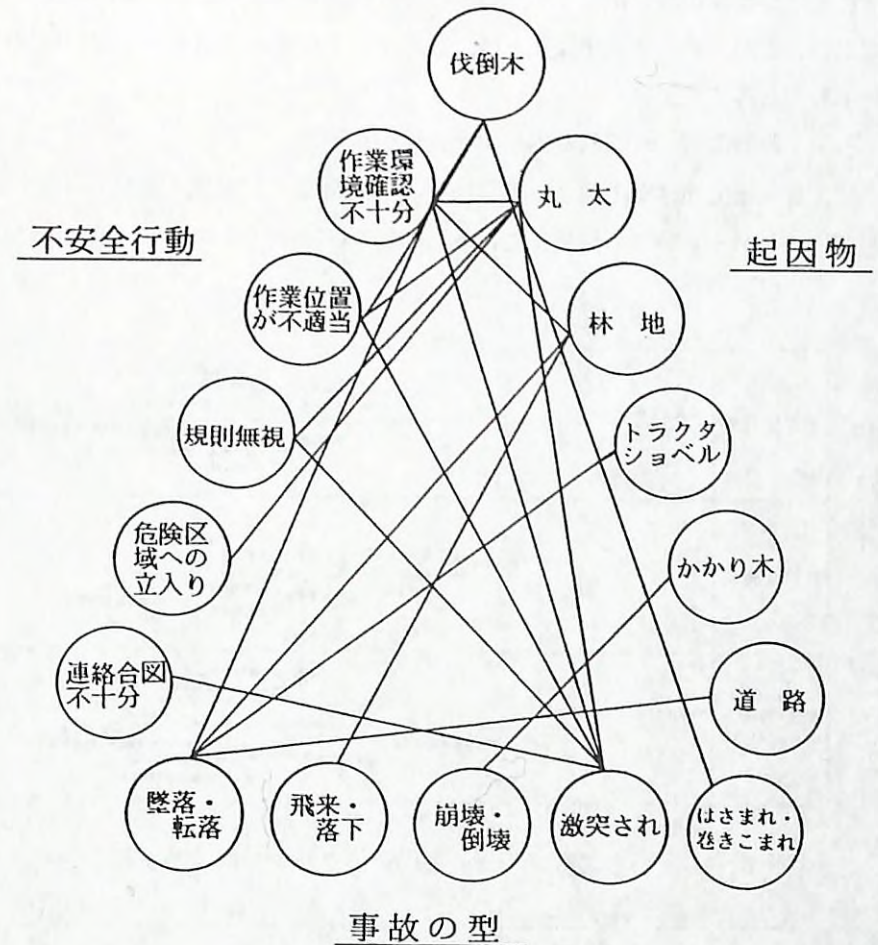 伐倒木
作業環
境確認
不十分
丸太
不安全行動
起因物
作業位置
が不適当
林地
規則無視
トラクタ
ショベル
危険区
域への
立入り
かかり木
連絡合図
不十分
道路
墜落・
転落
飛来・
落下
崩壊・
倒壊
激突され
はさまれ・
巻きこまれ
事故の型